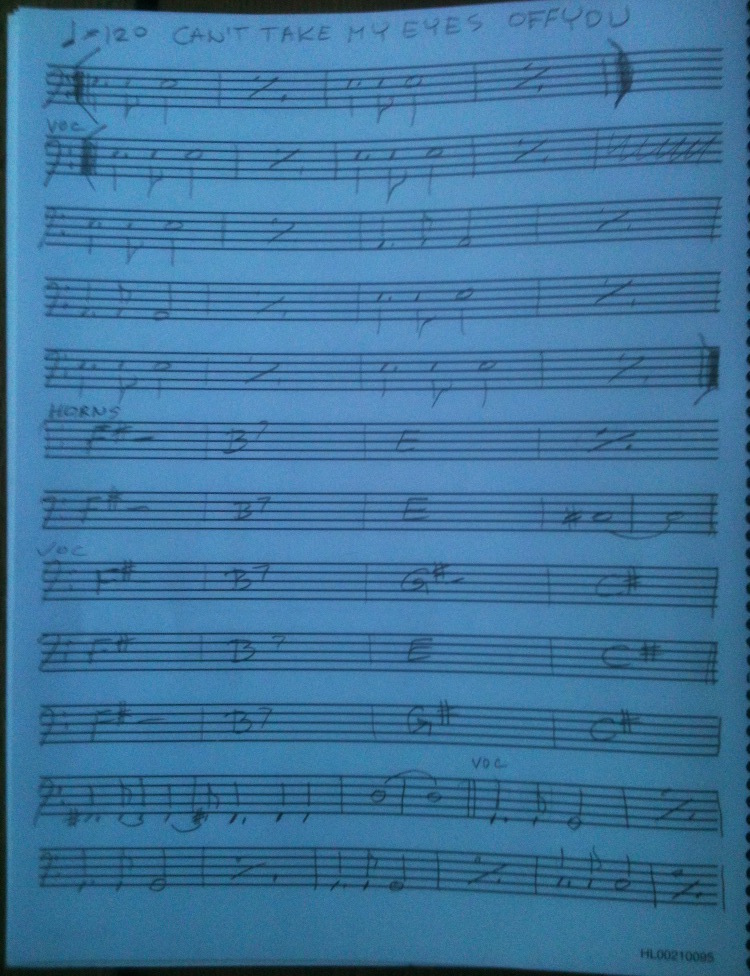 ♩=120 CAN'T TAKE MY EYES OFF YOU
VOC
HORNS
F#- B7 E
F#- B7 E
VOC
F# B7 G#- C#
F# B7 E C#
F#- B7 G# C#
VOC
HL00210095